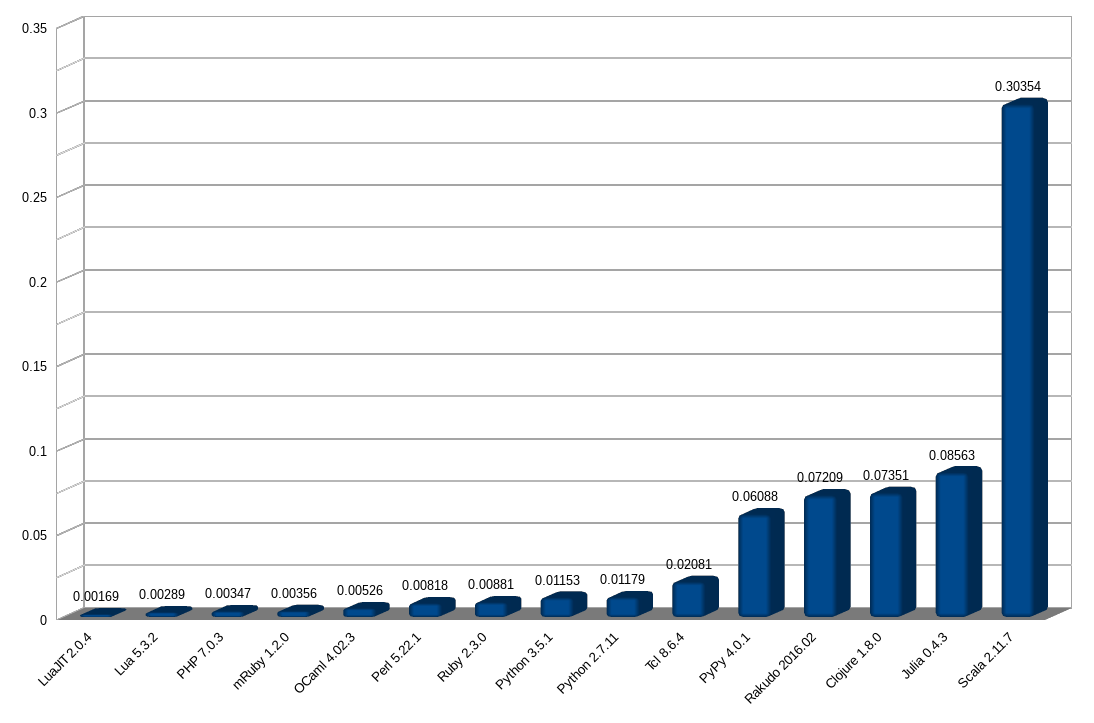 0.35
0.3
0.25
0.2
0.15
0.1
0.05
0
0.00169
0.00289
0.00347
0.00356
0.00526
0.00818
0.00881
0.01153
0.01179
0.02081
0.06088
0.07209
0.07351
0.08563
0.30354
LuaJIT 2.0.4
Lua 5.3.2
PHP 7.0.3
mRuby 1.2.0
OCaml 4.02.3
Perl 5.22.1
Ruby 2.3.0
Python 3.5.1
Python 2.7.11
Tcl 8.6.4
PyPy 4.0.1
Rakudo 2016.02
Clojure 1.8.0
Julia 0.4.3
Scala 2.11.7